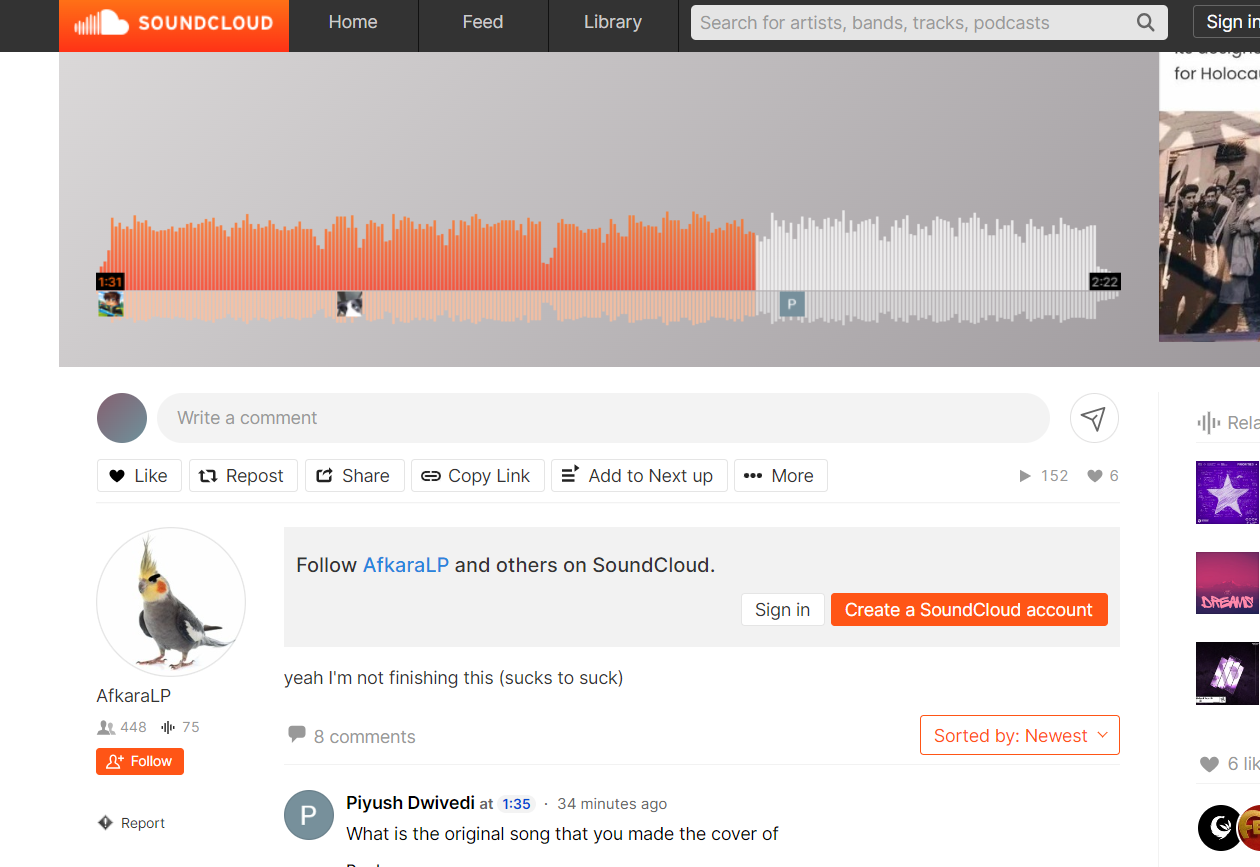 SOUNDCLOUD
Home
Feed
Library
Search for artists, bands, tracks, podcasts
Sign in
for
1:31
2:22
P
Write a comment
Like
Repost
Share
Copy Link
Add to Next up
More
152
6
Follow AfkaraLP and others on SoundCloud.
Sign in
Create a SoundCloud account
yeah I'm not finishing this (sucks to suck)
AfkaraLP
448
75
Follow
8 comments
Sorted by: Newest
Report
P
Piyush Dwivedi at 1:35 · 34 minutes ago
What is the original song that you made the cover of
DREAMS
6